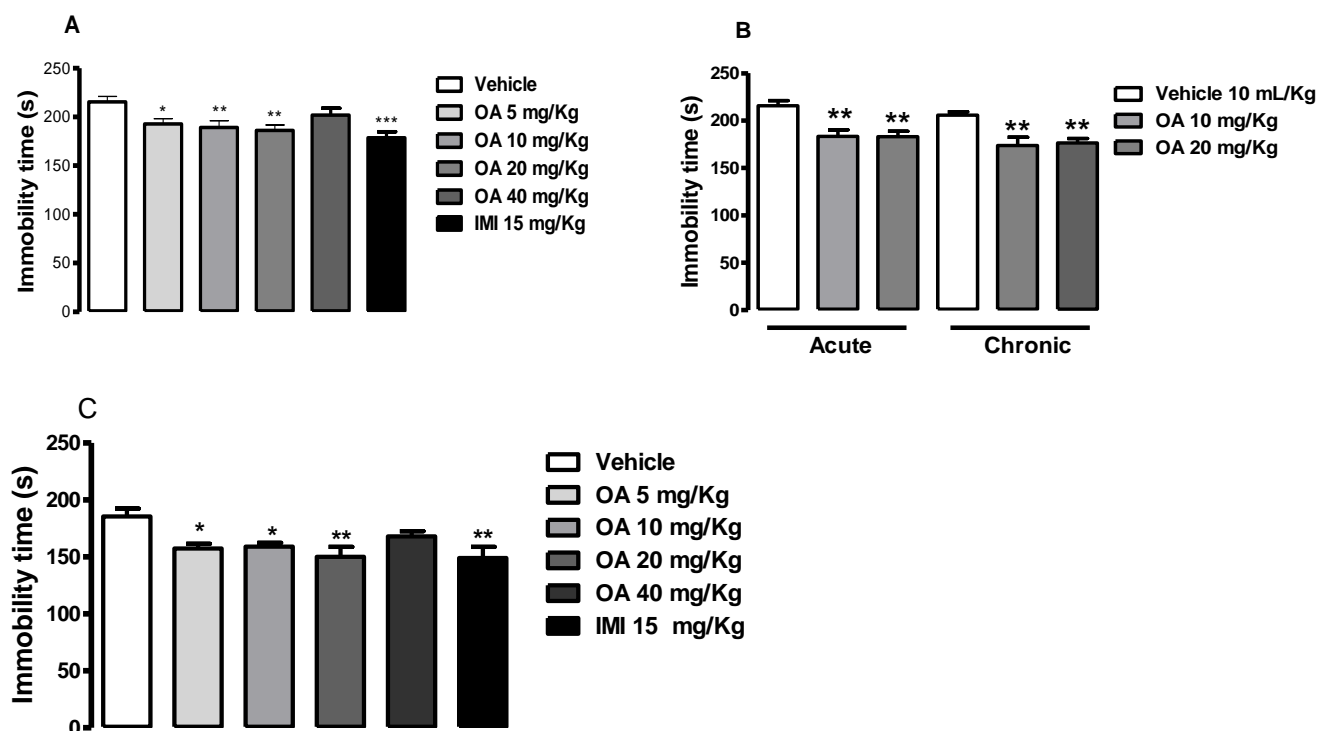 A
Immobility time (s)
250
200
150
100
50
0
*
**
**
***
Vehicle
OA 5 mg/Kg
OA 10 mg/Kg
OA 20 mg/Kg
OA 40 mg/Kg
IMI 15 mg/Kg
B
Immobility time (s)
250
200
150
100
50
0
**
**
**
**
Acute
Chronic
Vehicle 10 mL/Kg
OA 10 mg/Kg
OA 20 mg/Kg
C
Immobility time (s)
250
200
150
100
50
0
*
*
**
**
Vehicle
OA 5 mg/Kg
OA 10 mg/Kg
OA 20 mg/Kg
OA 40 mg/Kg
IMI 15  mg/Kg